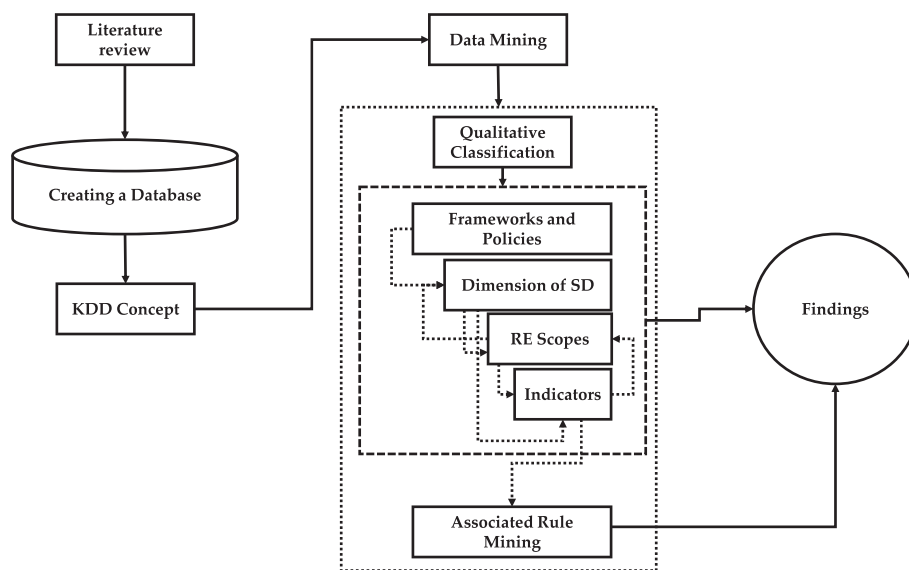 Literature
review
Creating a Database
KDD Concept
Data Mining
Qualitative
Classification
Frameworks and
Policies
Dimension of SD
RE Scopes
Indicators
Associated Rule
Mining
Findings